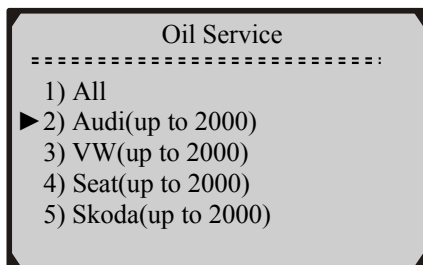 Oil Service
1) All
►2) Audi(up to 2000)
3) VW(up to 2000)
4) Seat(up to 2000)
5) Skoda(up to 2000)